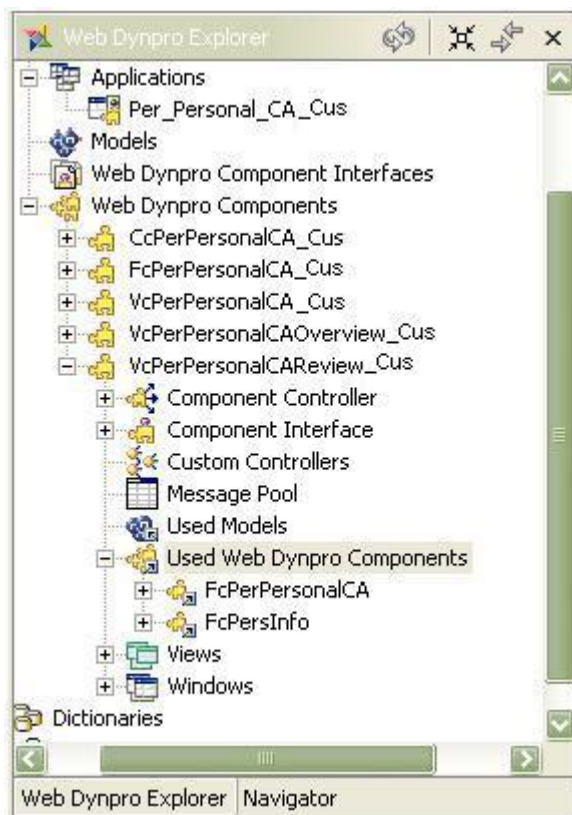 Web Dynpro Explorer
Applications
Per_Personal_CA_Cus
Models
Web Dynpro Component Interfaces
Web Dynpro Components
CcPerPersonalCA_Cus
FcPerPersonalCA_Cus
VcPerPersonalCA_Cus
VcPerPersonalCAOverview_Cus
VcPerPersonalCAReview_Cus
Component Controller
Component Interface
Custom Controllers
Message Pool
Used Models
Used Web Dynpro Components
FcPerPersonalCA
FcPersInfo
Views
Windows
Dictionaries
Web Dynpro Explorer Navigator